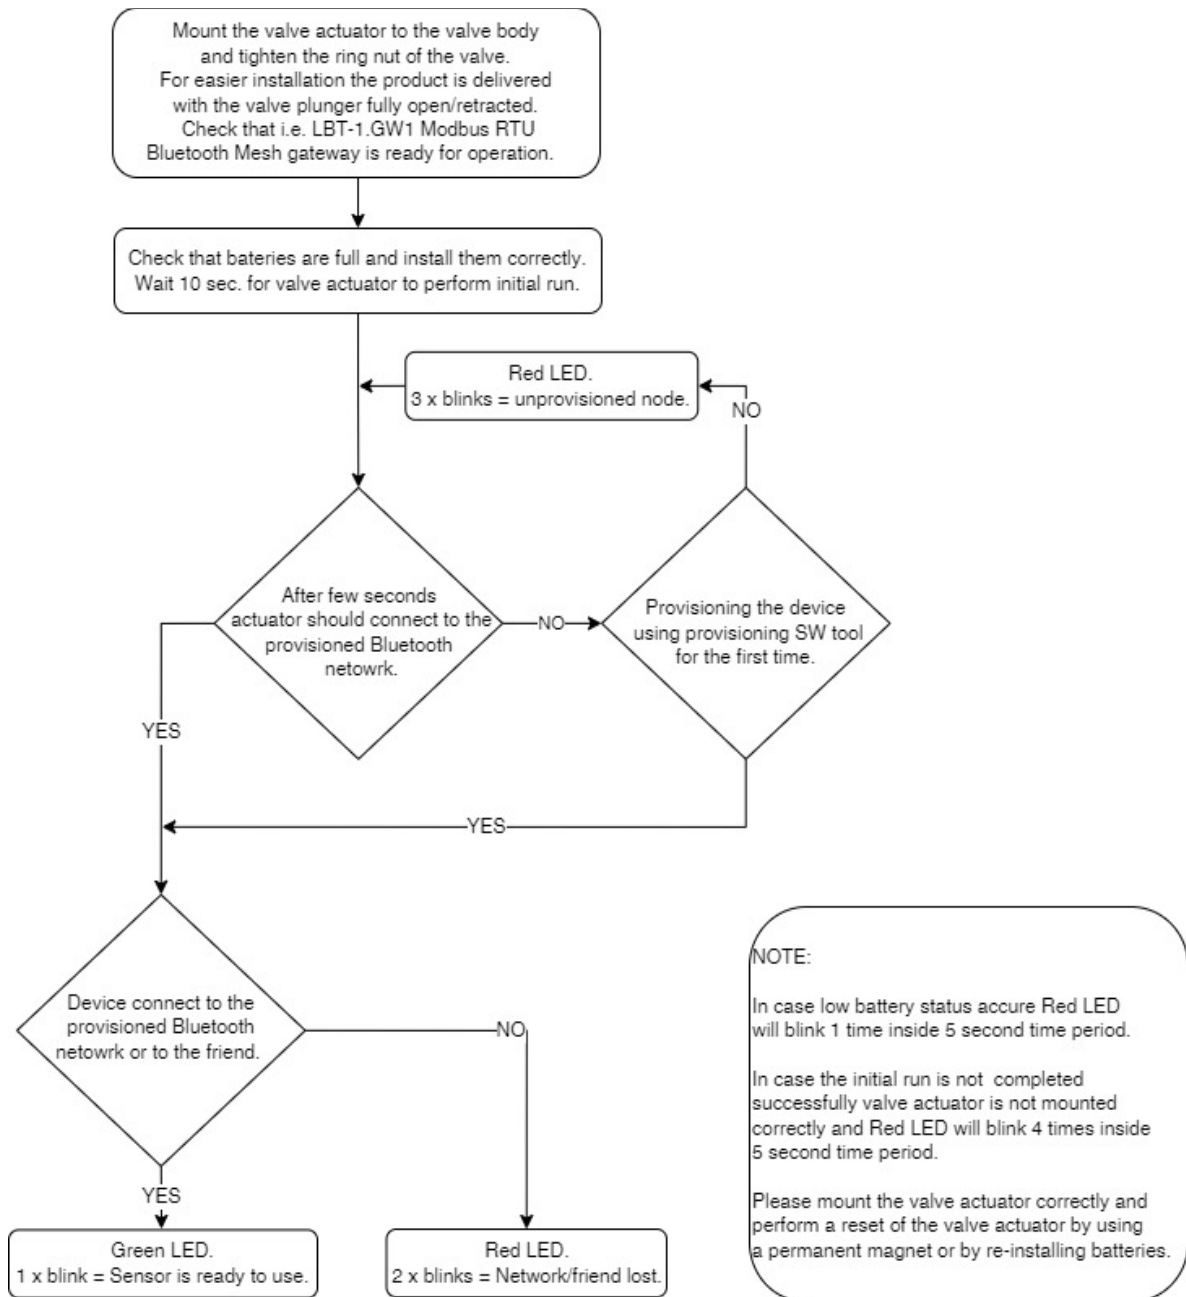 Mount the valve actuator to the valve body
and tighten the ring nut of the valve.
For easier installation the product is delivered
with the valve plunger fully open/retracted.
Check that i.e. LBT-1.GW1 Modbus RTU
Bluetooth Mesh gateway is ready for operation.
Check that bateries are full and install them correctly.
Wait 10 sec. for valve actuator to perform initial run.
Red LED.
3 x blinks = unprovisioned node.
NO
After few seconds
actuator should connect to the
provisioned Bluetooth
netowrk.
NO
Provisioning the device
using provisioning SW tool
for the first time.
YES
YES
Device connect to the
provisioned Bluetooth
netowrk or to the friend.
NO
YES
Green LED.
1 x blink = Sensor is ready to use.
Red LED.
2 x blinks = Network/friend lost.
NOTE:
In case low battery status accure Red LED
will blink 1 time inside 5 second time period.
In case the initial run is not completed
successfully valve actuator is not mounted
correctly and Red LED will blink 4 times inside
5 second time period.
Please mount the valve actuator correctly and
perform a reset of the valve actuator by using
a permanent magnet or by re-installing batteries.